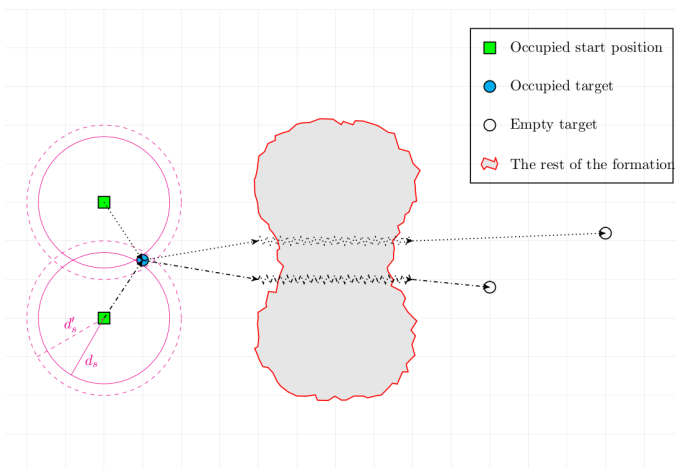 Occupied start position
Occupied target
Empty target
The rest of the formation
d′ₛ
dₛ